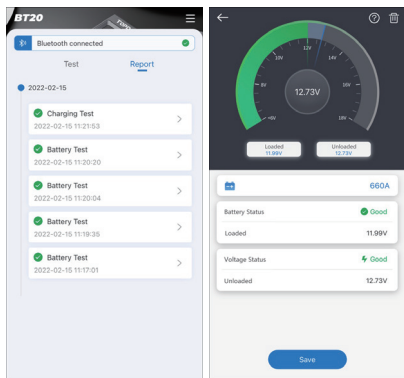 BT20
Bluetooth connected
Test Report
2022-02-15
Charging Test
2022-02-15 11:21:53
Battery Test
2022-02-15 11:20:20
Battery Test
2022-02-15 11:20:04
Battery Test
2022-02-15 11:19:35
Battery Test
2022-02-15 11:17:01
12V
10V 14V
8V 16V
<6V 18V
12.73V
Loaded
11.99V
Unloaded
12.73V
660A
Battery Status Good
Loaded 11.99V
Voltage Status Good
Unloaded 12.73V
Save